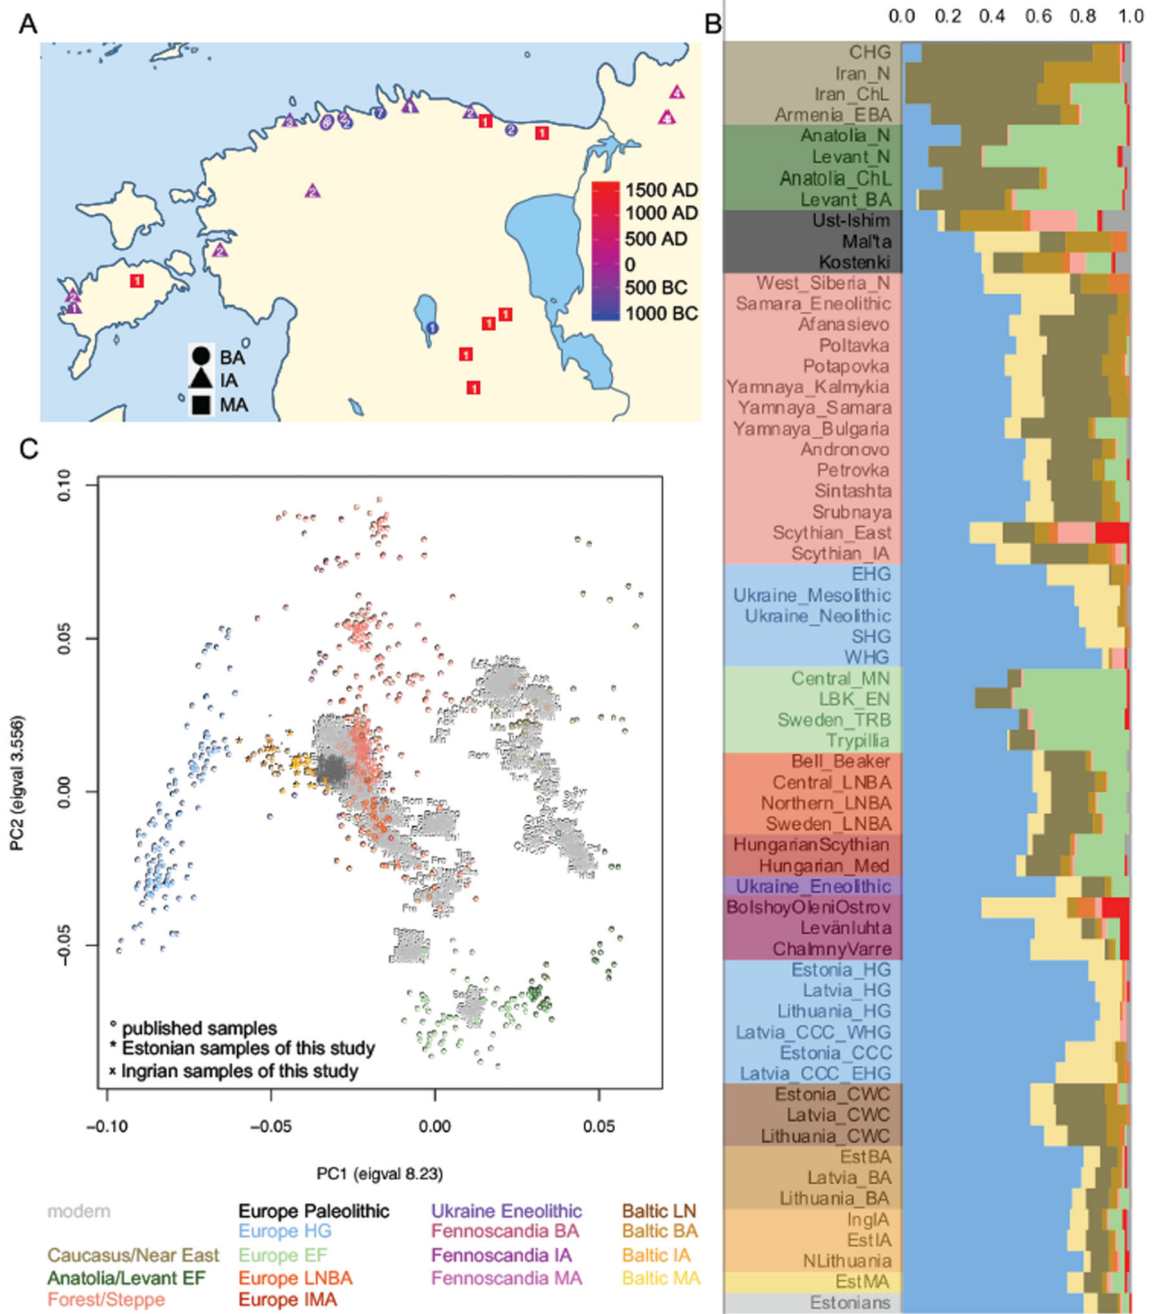 A
B
0.0 0.2 0.4 0.6 0.8 1.0
1500 AD
1000 AD
500 AD
0
500 BC
1000 BC
BA
IA
MA
CHG
Iran_N
Iran_ChL
Armenia_EBA
Anatolia_N
Levant_N
Anatolia_ChL
Levant_BA
Ust-Ishim
Mal'ta
Kostenki
West_Siberia_N
Samara_Eneolithic
Afanasievo
Poltavka
Potapovka
Yamnaya_Kalmykia
Yamnaya_Samara
Yamnaya_Bulgaria
Andronovo
Petrovka
Sintashta
Srubnaya
Scythian_East
Scythian_IA
EHG
Ukraine_Mesolithic
Ukraine_Neolithic
SHG
WHG
Central_MN
LBK_EN
Sweden_TRB
Trypillia
Bell_Beaker
Central_LNBA
Northern_LNBA
Sweden_LNBA
HungarianScythian
Hungarian_Med
Ukraine_Eneolithic
BolshoyOleniOstrov
Levänluhta
ChalmnyVarre
Estonia_HG
Latvia_HG
Lithuania_HG
Latvia_CCC_WHG
Estonia_CCC
Latvia_CCC_EHG
Estonia_CWC
Latvia_CWC
Lithuania_CWC
EstBA
Latvia_BA
Lithuania_BA
IngIA
EstIA
NLithuania
EstMA
Estonians
C
PC2 (eigval 3.556)
0.10
0.05
0.00
−0.05
° published samples
* Estonian samples of this study
x Ingrian samples of this study
−0.10 −0.05 0.00 0.05
PC1 (eigval 8.23)
modern
Caucasus/Near East
Anatolia/Levant EF
Forest/Steppe
Europe Paleolithic
Europe HG
Europe EF
Europe LNBA
Europe IMA
Ukraine Eneolithic
Fennoscandia BA
Fennoscandia IA
Fennoscandia MA
Baltic LN
Baltic BA
Baltic IA
Baltic MA